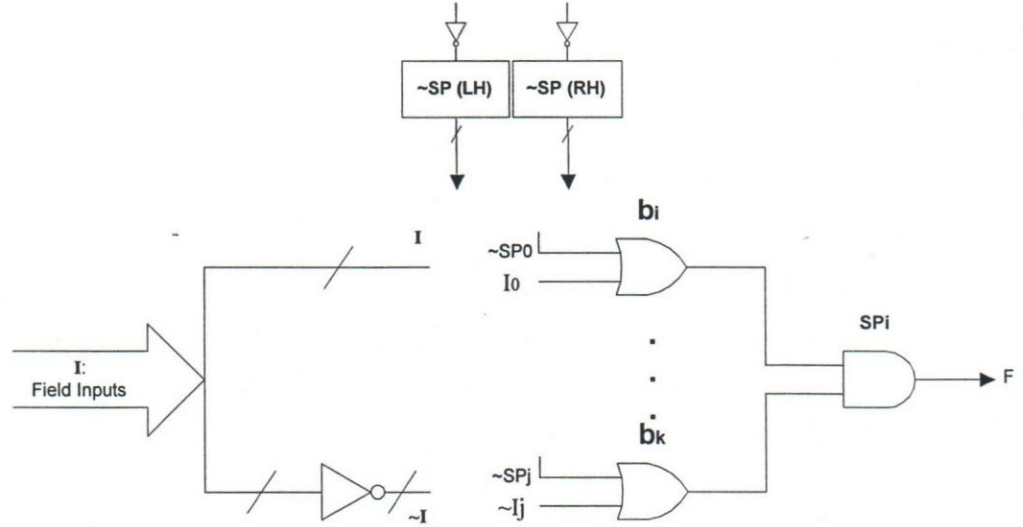 ~SP (LH)
~SP (RH)
bi
I
~SP0
I0
SPi
I:
Field Inputs
F
bk
~SPj
~Ij
~I